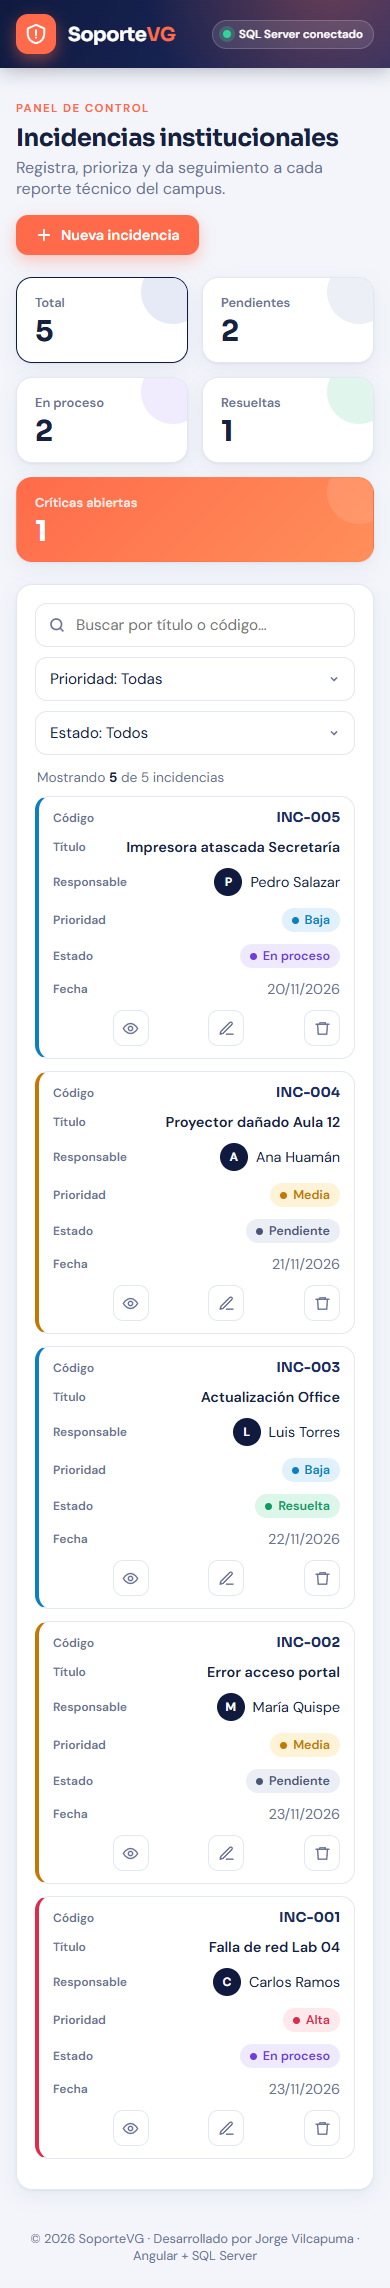 SoporteVG
SQL Server conectado
PANEL DE CONTROL
Incidencias institucionales
Registra, prioriza y da seguimiento a cada
reporte técnico del campus.
Nueva incidencia
Total
5
Pendientes
2
En proceso
2
Resueltas
1
Críticas abiertas
1
Buscar por título o código...
Prioridad: Todas
Estado: Todos
Mostrando 5 de 5 incidencias
Código INC-005
Título Impresora atascada Secretaría
Responsable P Pedro Salazar
Prioridad Baja
Estado En proceso
Fecha 20/11/2026
Código INC-004
Título Proyector dañado Aula 12
Responsable A Ana Huamán
Prioridad Media
Estado Pendiente
Fecha 21/11/2026
Código INC-003
Título Actualización Office
Responsable L Luis Torres
Prioridad Baja
Estado Resuelta
Fecha 22/11/2026
Código INC-002
Título Error acceso portal
Responsable M María Quispe
Prioridad Media
Estado Pendiente
Fecha 23/11/2026
Código INC-001
Título Falla de red Lab 04
Responsable C Carlos Ramos
Prioridad Alta
Estado En proceso
Fecha 23/11/2026
© 2026 SoporteVG · Desarrollado por Jorge Vilcapuma ·
Angular + SQL Server